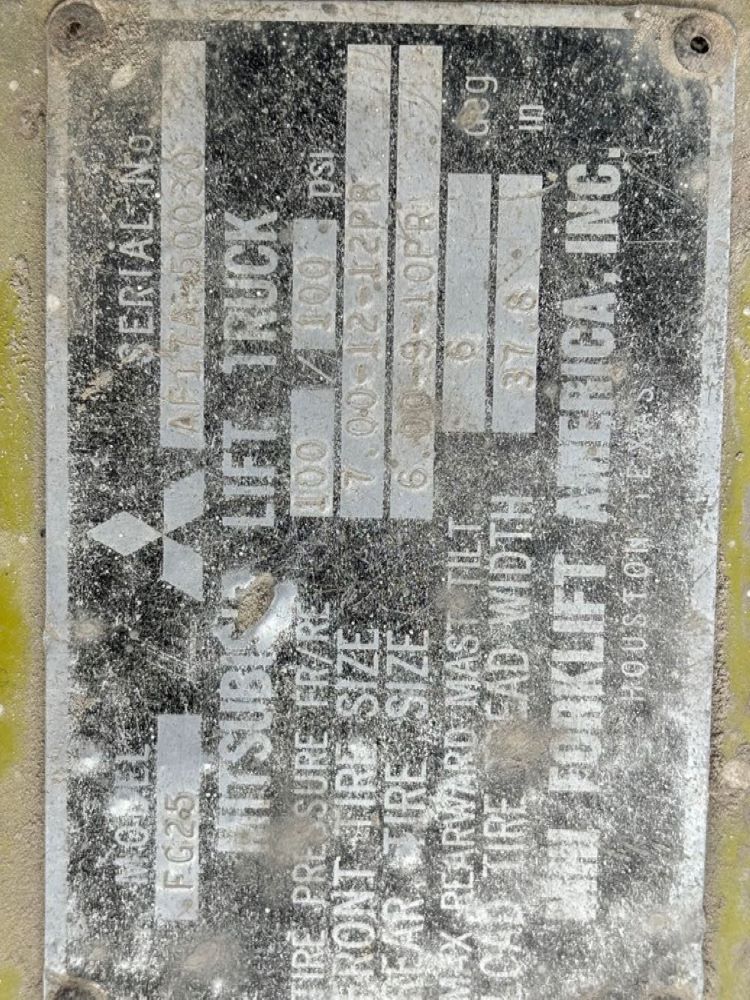 MODEL SERIAL NO
FG25 AF17A-50030
MITSUBISHI LIFT TRUCK
TIRE PRESSURE FR/RE 100 / 100 psi
FRONT TIRE SIZE 7.00-12-12PR
REAR TIRE SIZE 6.00-9-10PR
MAX REARWARD MAST TILT 6 deg
LOAD TIRE TREAD WIDTH 37.8 in
MHI FORKLIFT AMERICA, INC.
HOUSTON TEXAS